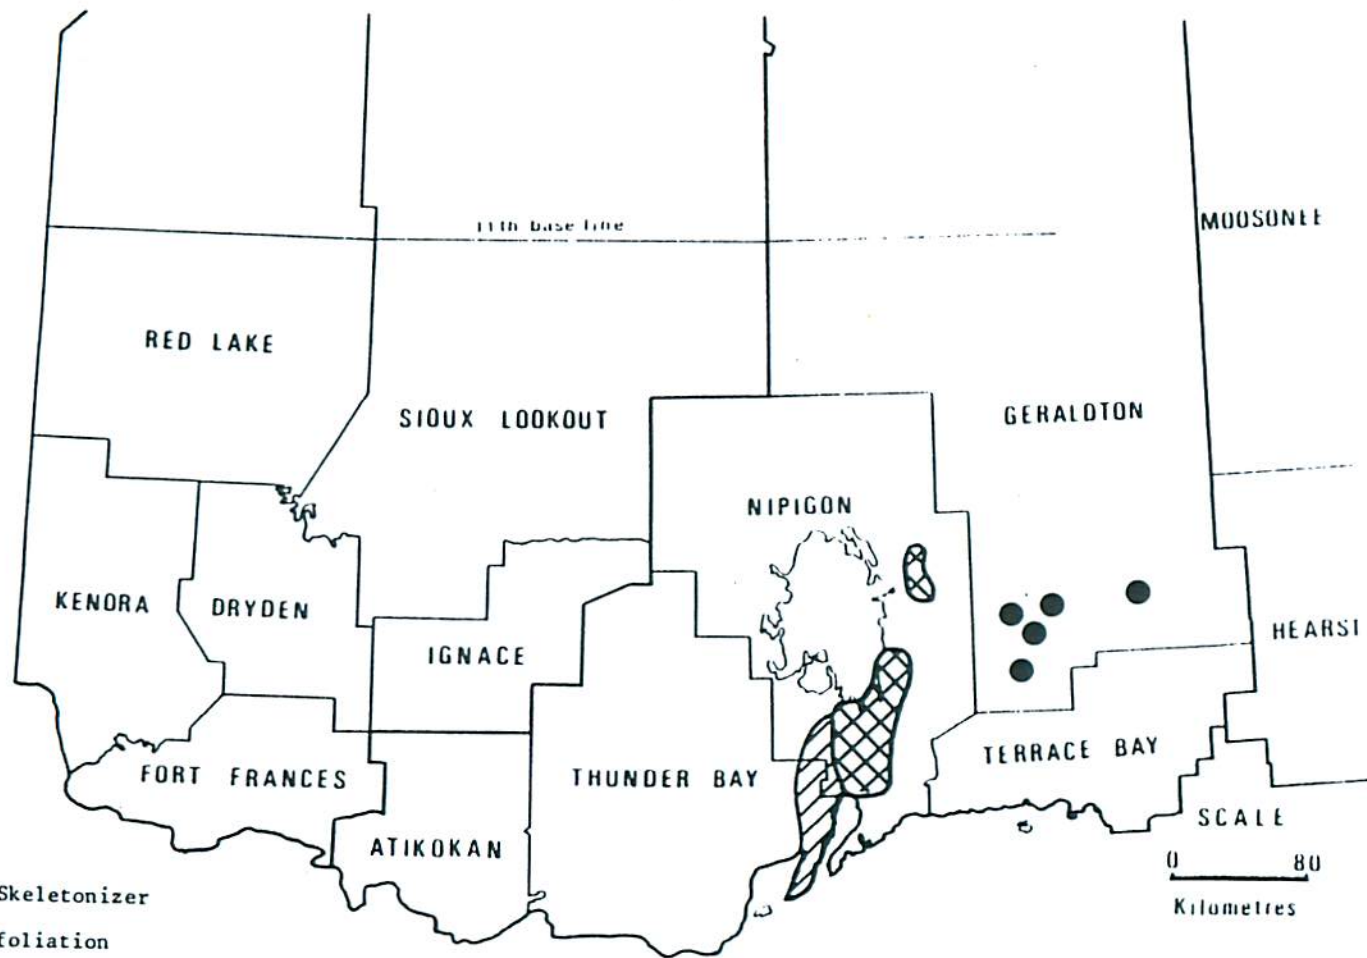 11th base line
MOOSONEE
RED LAKE
SIOUX LOOKOUT
GERALDTON
NIPIGON
KENORA
DRYDEN
IGNACE
HEARST
FORT FRANCES
THUNDER BAY
TERRACE BAY
ATIKOKAN
SCALE
0 80
Kilometres
Skeletonizer
foliation